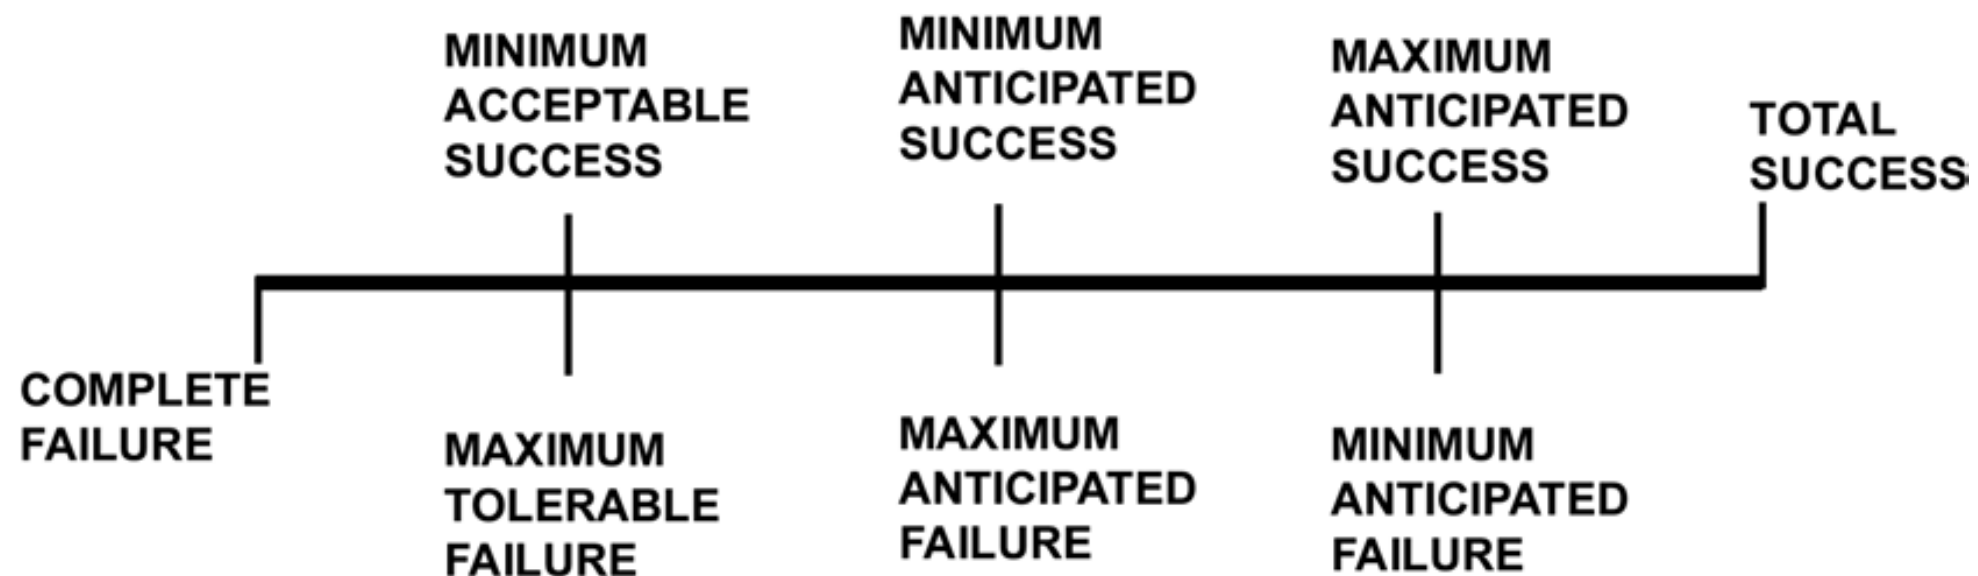 MINIMUM
ACCEPTABLE
SUCCESS
MINIMUM
ANTICIPATED
SUCCESS
MAXIMUM
ANTICIPATED
SUCCESS
TOTAL
SUCCESS
COMPLETE
FAILURE
MAXIMUM
TOLERABLE
FAILURE
MAXIMUM
ANTICIPATED
FAILURE
MINIMUM
ANTICIPATED
FAILURE